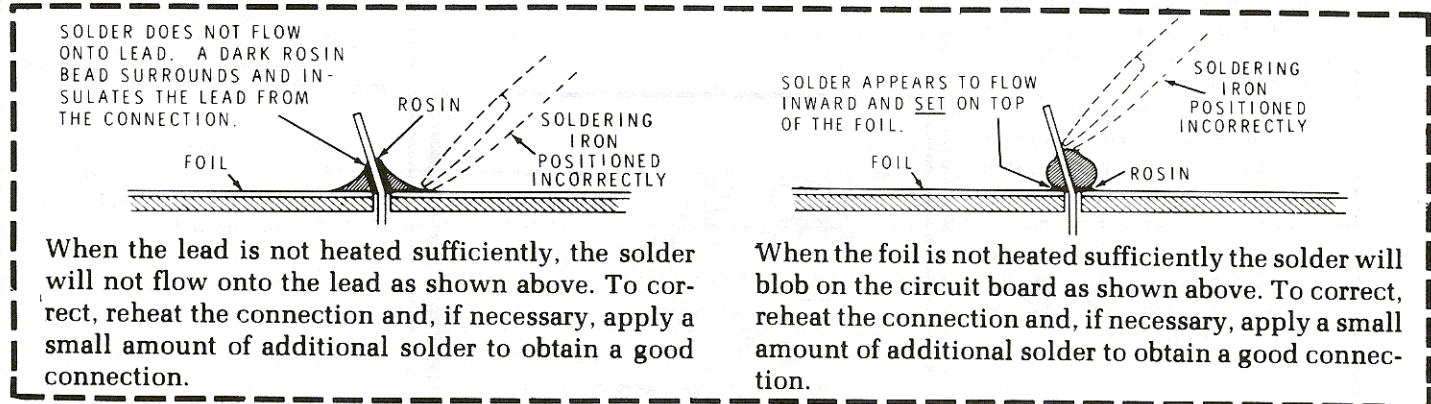 SOLDER DOES NOT FLOW
ONTO LEAD. A DARK ROSIN
BEAD SURROUNDS AND IN-
SULATES THE LEAD FROM
THE CONNECTION.
ROSIN
SOLDERING
IRON
POSITIONED
INCORRECTLY
FOIL
When the lead is not heated sufficiently, the solder
will not flow onto the lead as shown above. To cor-
rect, reheat the connection and, if necessary, apply a
small amount of additional solder to obtain a good
connection.
SOLDER APPEARS TO FLOW
INWARD AND SET ON TOP
OF THE FOIL.
SOLDERING
IRON
POSITIONED
INCORRECTLY
FOIL
ROSIN
When the foil is not heated sufficiently the solder will
blob on the circuit board as shown above. To correct,
reheat the connection and, if necessary, apply a small
amount of additional solder to obtain a good connec-
tion.